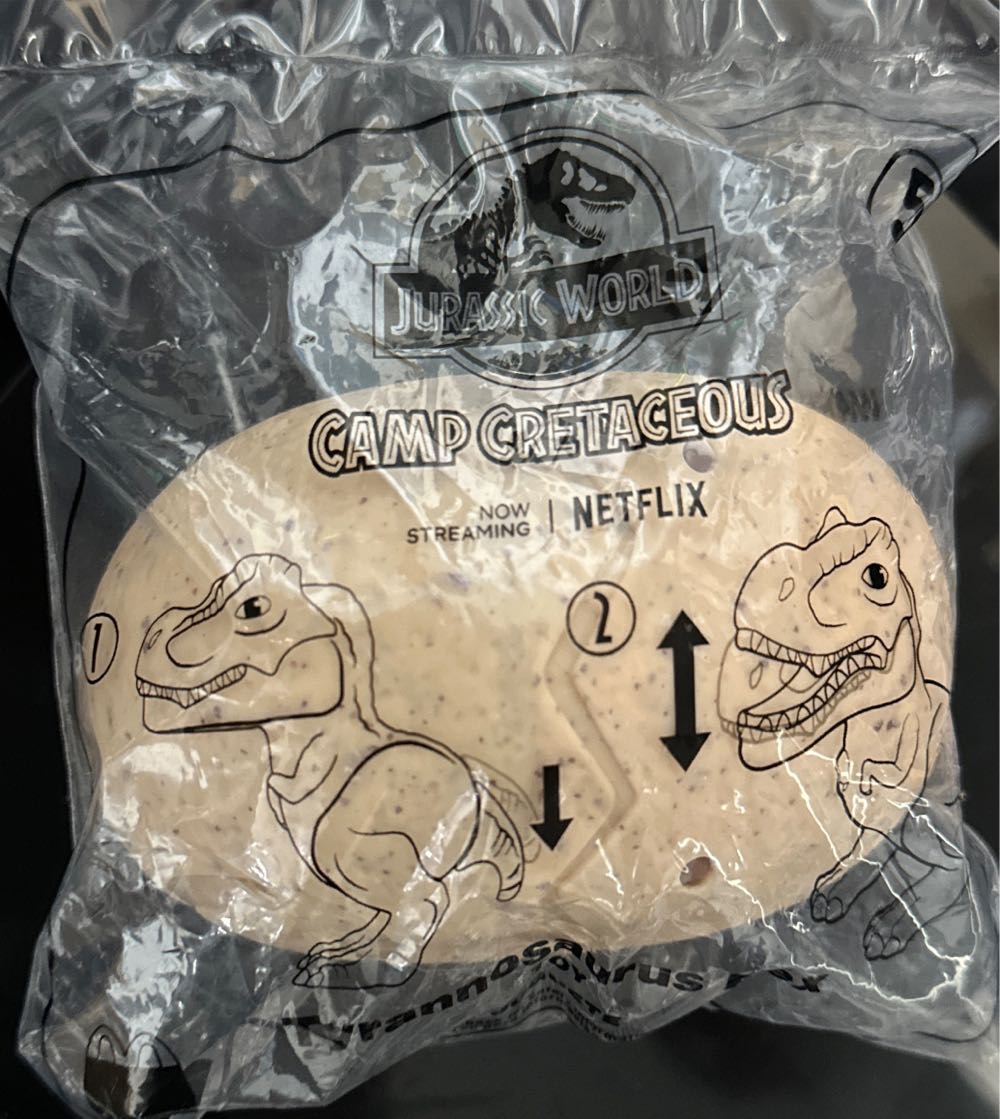 JURASSIC WORLD
CAMP CRETACEOUS
NOW
STREAMING | NETFLIX
1
2
Tyrannosaurus rex